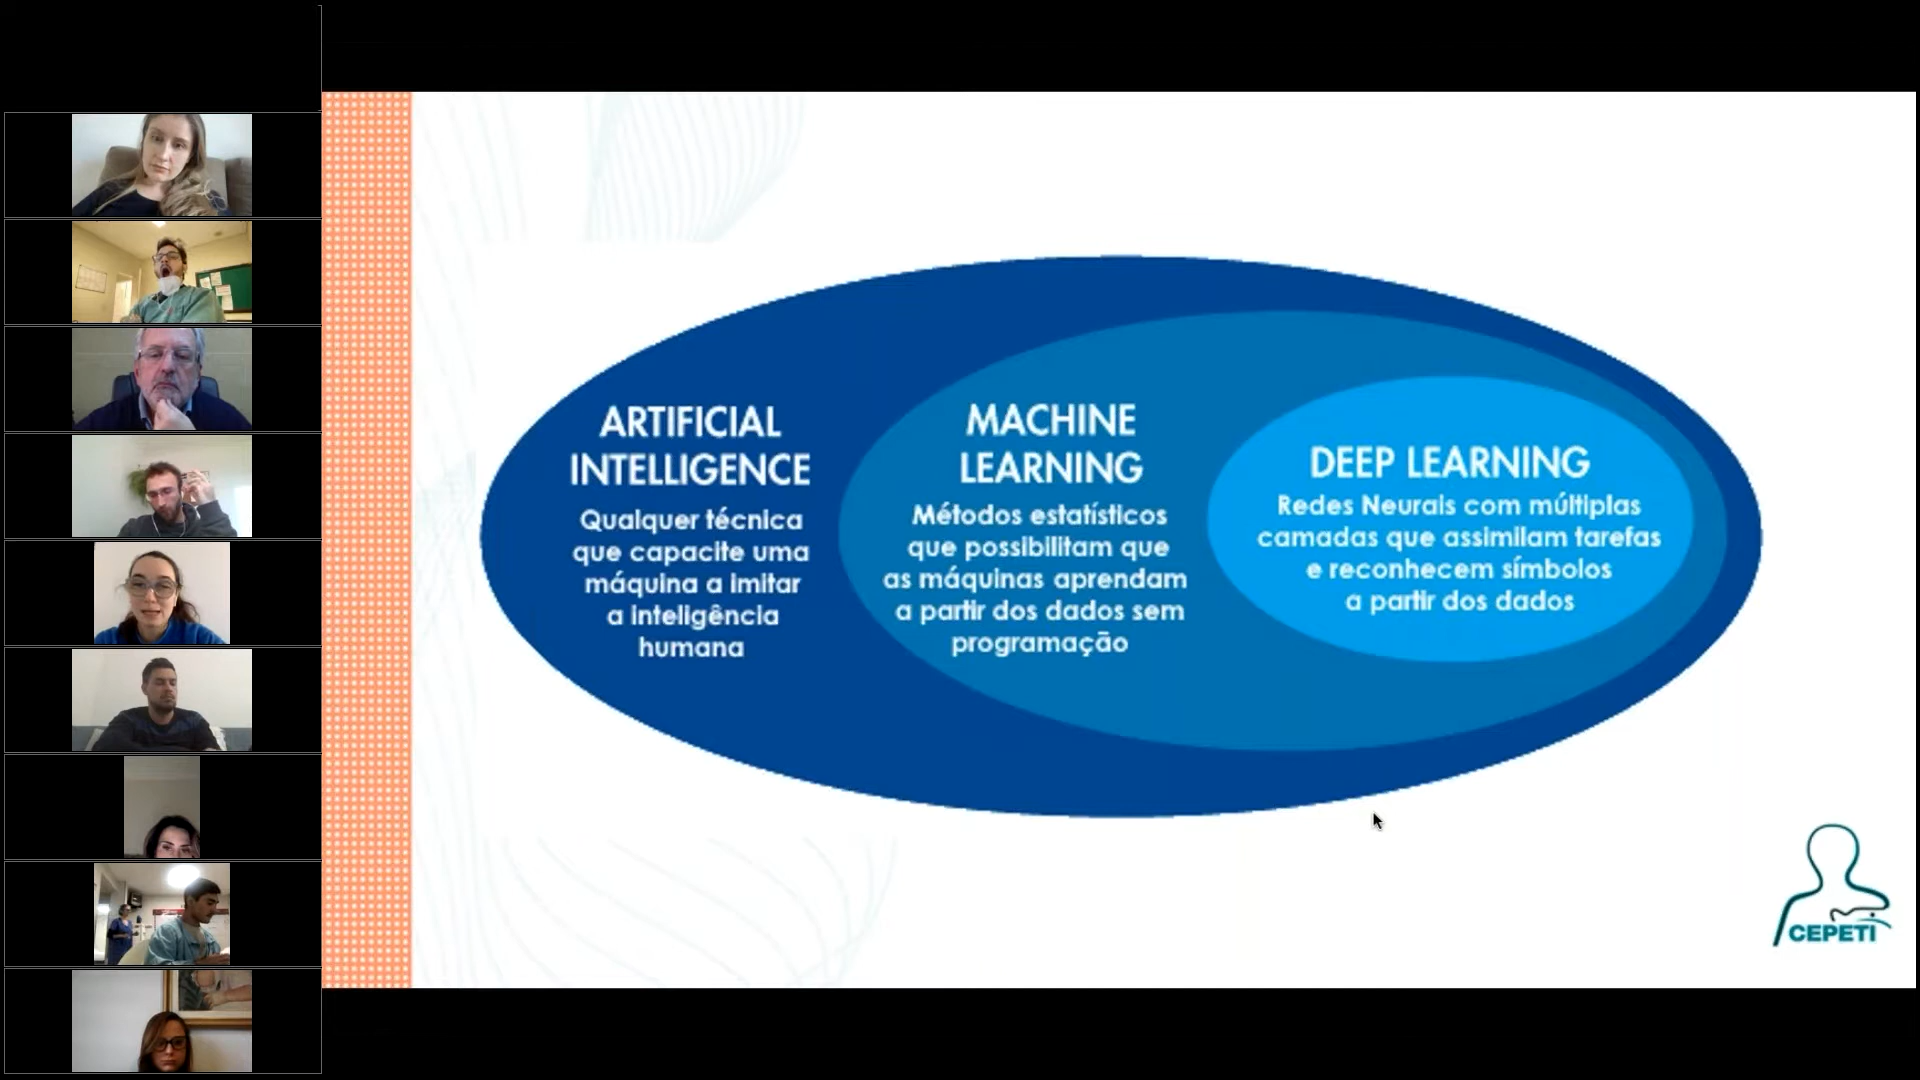 ARTIFICIAL
INTELLIGENCE
Qualquer técnica
que capacite uma
máquina a imitar
a inteligência
humana
MACHINE
LEARNING
Métodos estatísticos
que possibilitam que
as máquinas aprendam
a partir dos dados sem
programação
DEEP LEARNING
Redes Neurais com múltiplas
camadas que assimilam tarefas
e reconhecem símbolos
a partir dos dados
CEPETI